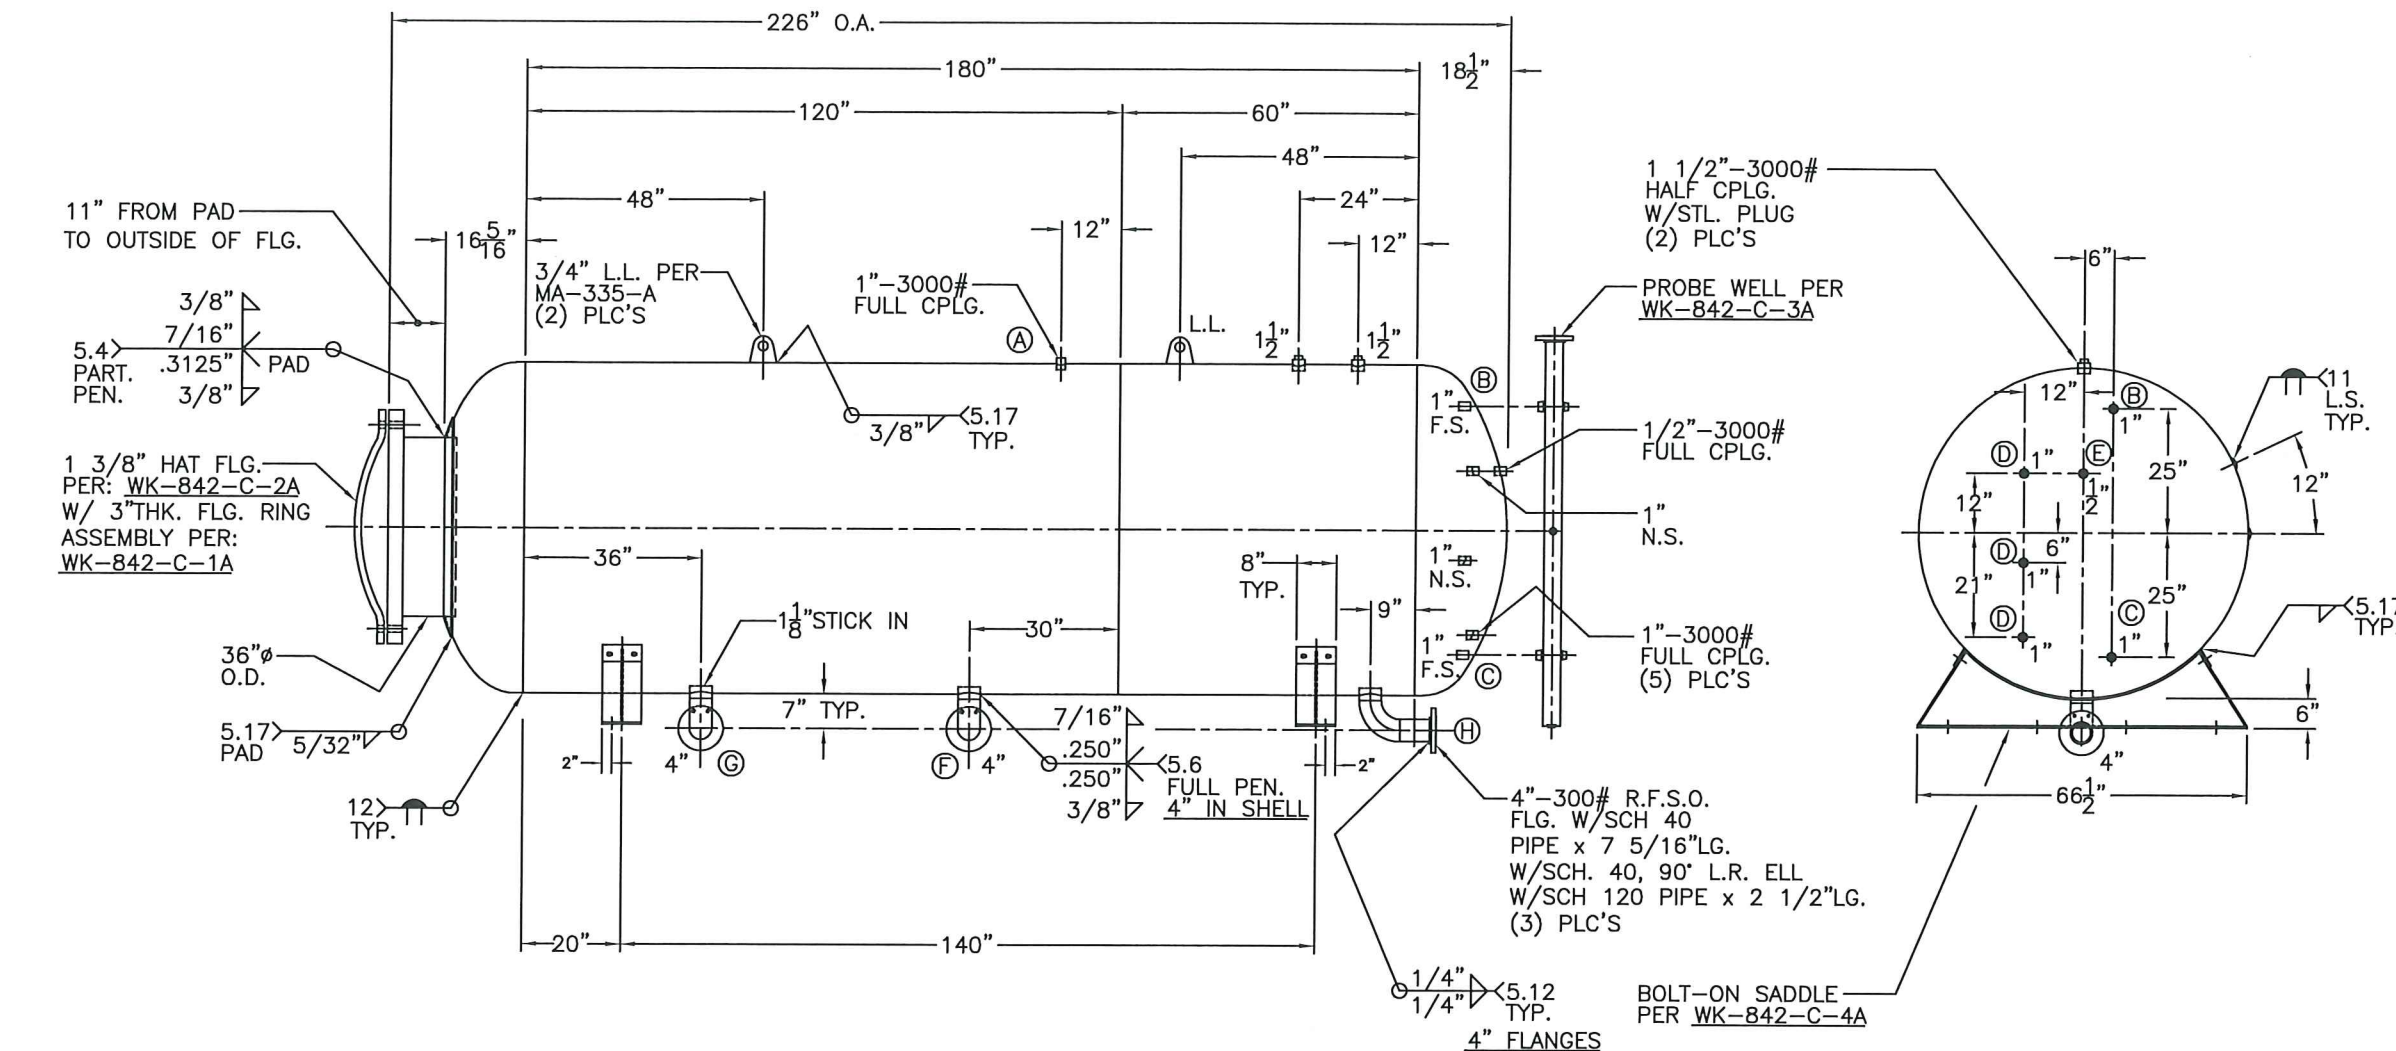 226" O.A.
180"
18 1/2"
120"
60"
48"
48"
24"
12"
12"
11" FROM PAD
TO OUTSIDE OF FLG.
16 5/16"
3/4" L.L. PER
MA-335-A
(2) PLC'S
1"-3000#
FULL CPLG.
A
L.L.
1 1/2"
1 1/2"
3/8"
7/16"
.3125"
3/8"
PAD
5.4
PART.
PEN.
3/8"
5.17
TYP.
1 3/8" HAT FLG.
PER: WK-842-C-2A
W/ 3"THK. FLG. RING
ASSEMBLY PER:
WK-842-C-1A
36"ø
O.D.
5.17
PAD
5/32"
12
TYP.
36"
1 1/8"STICK IN
30"
7" TYP.
8"
TYP.
9"
2"
4"
G
F
4"
7/16"
.250"
.250"
3/8"
5.6
FULL PEN.
4" IN SHELL
2"
H
20"
140"
B
1"
F.S.
1"
N.S.
1"
F.S.
C
1 1/2"-3000#
HALF CPLG.
W/STL. PLUG
(2) PLC'S
PROBE WELL PER
WK-842-C-3A
1/2"-3000#
FULL CPLG.
1"
N.S.
1"-3000#
FULL CPLG.
(5) PLC'S
4"-300# R.F.S.O.
FLG. W/SCH 40
PIPE x 7 5/16"LG.
W/SCH. 40, 90° L.R. ELL
W/SCH 120 PIPE x 2 1/2"LG.
(3) PLC'S
1/4"
1/4"
5.12
TYP.
4" FLANGES
BOLT-ON SADDLE
PER WK-842-C-4A
6"
12"
B
1"
11
L.S.
TYP.
D
1"
E
1/2"
25"
12"
12"
D
1"
6"
21"
25"
D
1"
C
1"
5.17
TYP.
6"
4"
66 1/2"